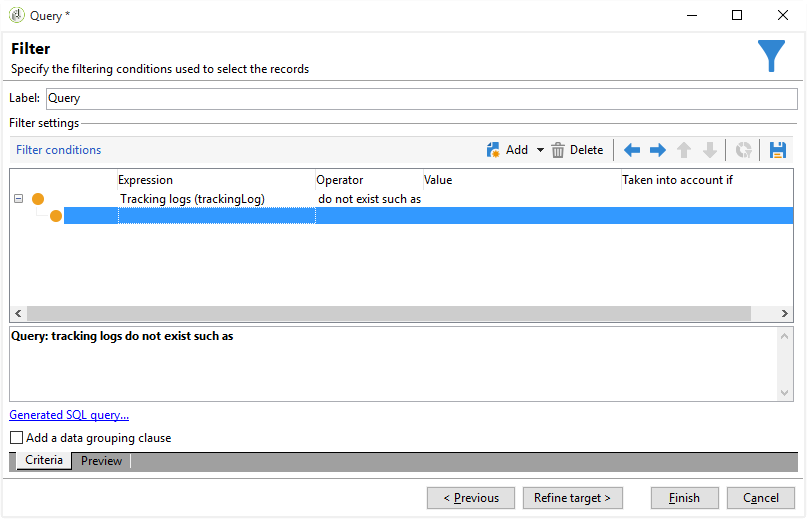 Query *
Filter
Specify the filtering conditions used to select the records
Label: Query
Filter settings
Filter conditions Add Delete
Expression Operator Value Taken into account if
Tracking logs (trackingLog) do not exist such as
Query: tracking logs do not exist such as
Generated SQL query...
Add a data grouping clause
Criteria Preview
< Previous Refine target > Finish Cancel